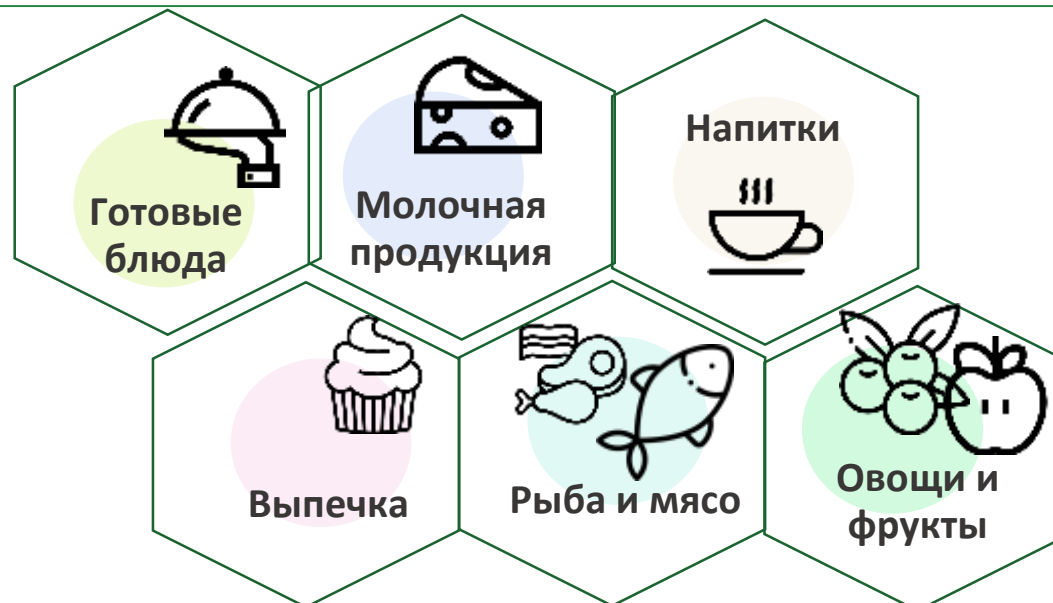 Готовые
блюда
Молочная
продукция
Напитки
Выпечка
Рыба и мясо
Овощи и
фрукты